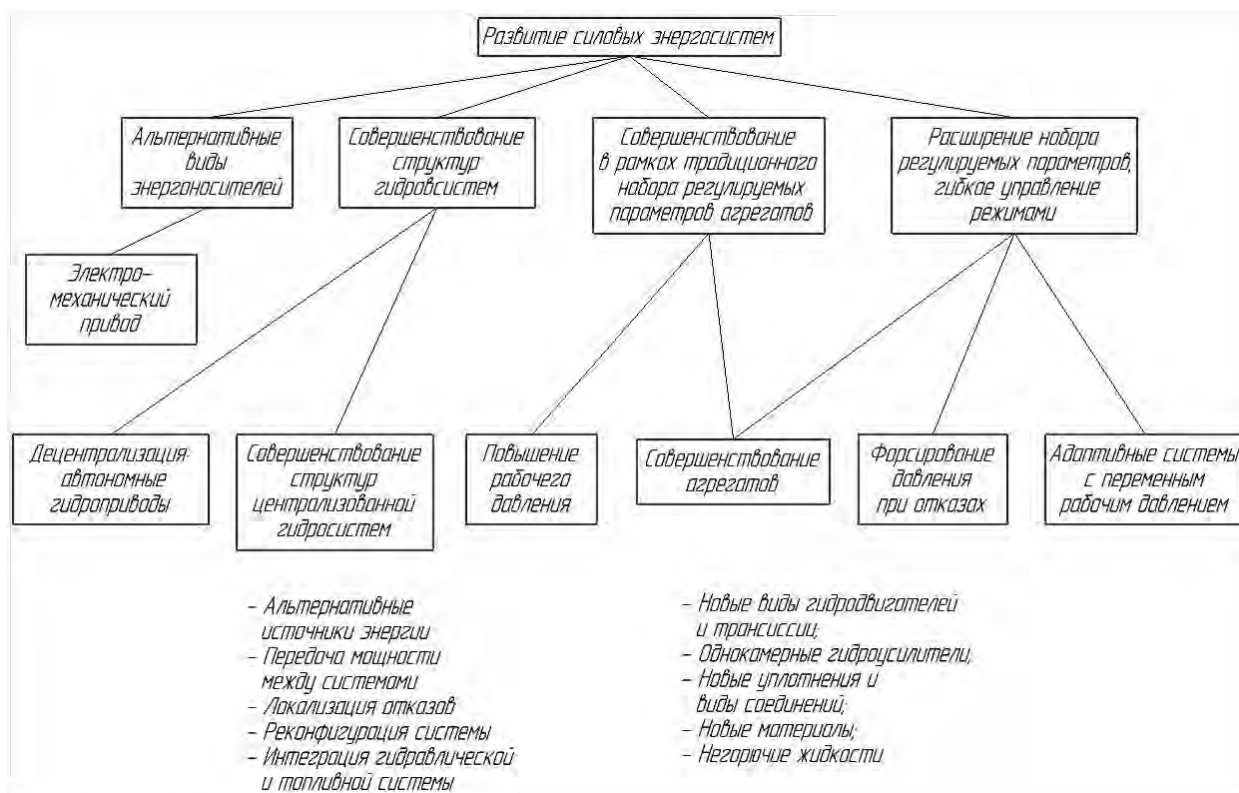 Развитие силовых энергосистем
Альтернативные
виды
энергоносителей
Совершенствование
структур
гидровсистем
Совершенствование
в рамках традиционного
набора регулируемых
параметров агрегатов
Расширение набора
регулируемых параметров,
гибкое управление
режимами
Электро-
механический
привод
Децентрализация:
автономные
гидроприводы
Совершенствование
структур
централизованной
гидросистем
Повышение
рабочего
давления
Совершенствование
агрегатов
Форсирование
давления
при отказах
Адаптивные системы
с переменным
рабочим давлением
- Альтернативные
источники энергии
- Передача мощности
между системами
- Локализация отказов
- Реконфигурация системы
- Интеграция гидравлической
и топливной системы
- Новые виды гидродвигателей
и трансиссии;
- Однокамерные гидроусилители;
- Новые уплотнения и
виды соединений;
- Новые материалы;
- Негорючие жидкости